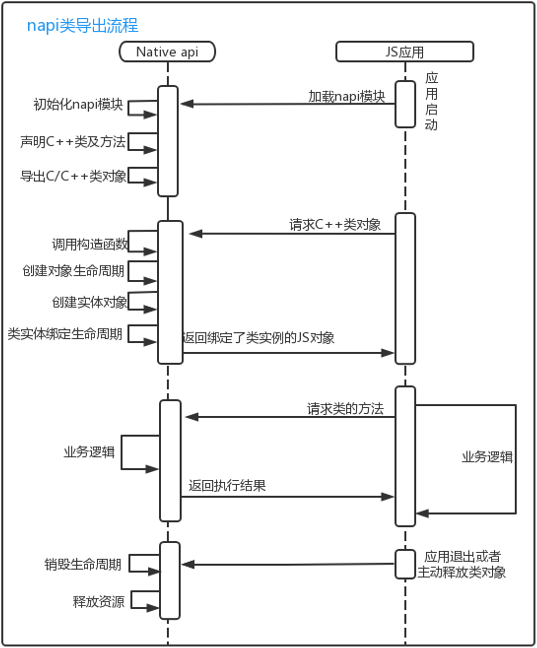 napi类导出流程
Native api
JS应用
应
用
启
动
加载napi模块
初始化napi模块
声明C++类及方法
导出C/C++类对象
请求C++类对象
调用构造函数
创建对象生命周期
创建实体对象
类实体绑定生命周期
返回绑定了类实例的JS对象
请求类的方法
业务逻辑
业务逻辑
返回执行结果
应用退出或者
主动释放类对象
销毁生命周期
释放资源